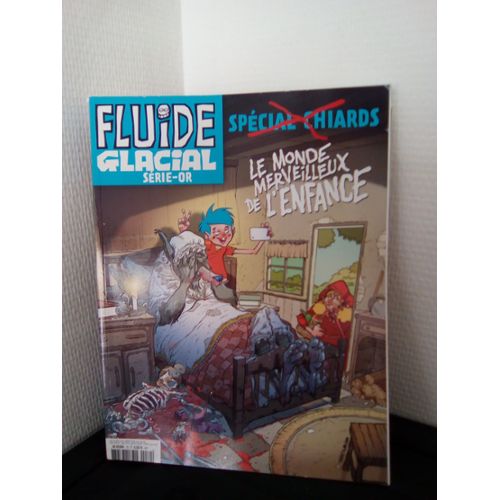 FLUiDE
GLACiAL
SÉRIE-OR
SPÉCIAL CHIARDS
LE MONDE
MERVEILLEUX
DE L'ENFANCE